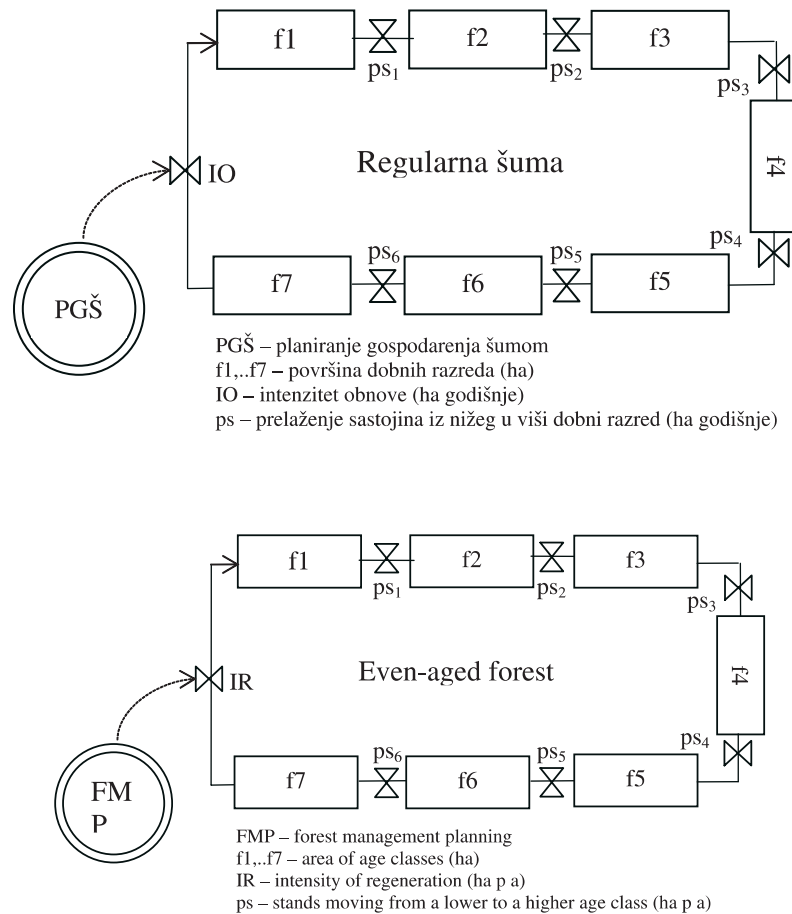 f1 f2 f3
ps₁ ps₂ ps₃
f4
IO Regularna šuma
ps₄
ps₆ ps₅
PGŠ f7 f6 f5
PGŠ – planiranje gospodarenja šumom
f1,..f7 – površina dobnih razreda (ha)
IO – intenzitet obnove (ha godišnje)
ps – prelaženje sastojina iz nižeg u viši dobni razred (ha godišnje)
f1 f2 f3
ps₁ ps₂ ps₃
f4
IR Even-aged forest
ps₄
ps₆ ps₅
f7 f6 f5
FM
P
FMP – forest management planning
f1,..f7 – area of age classes (ha)
IR – intensity of regeneration (ha p a)
ps – stands moving from a lower to a higher age class (ha p a)